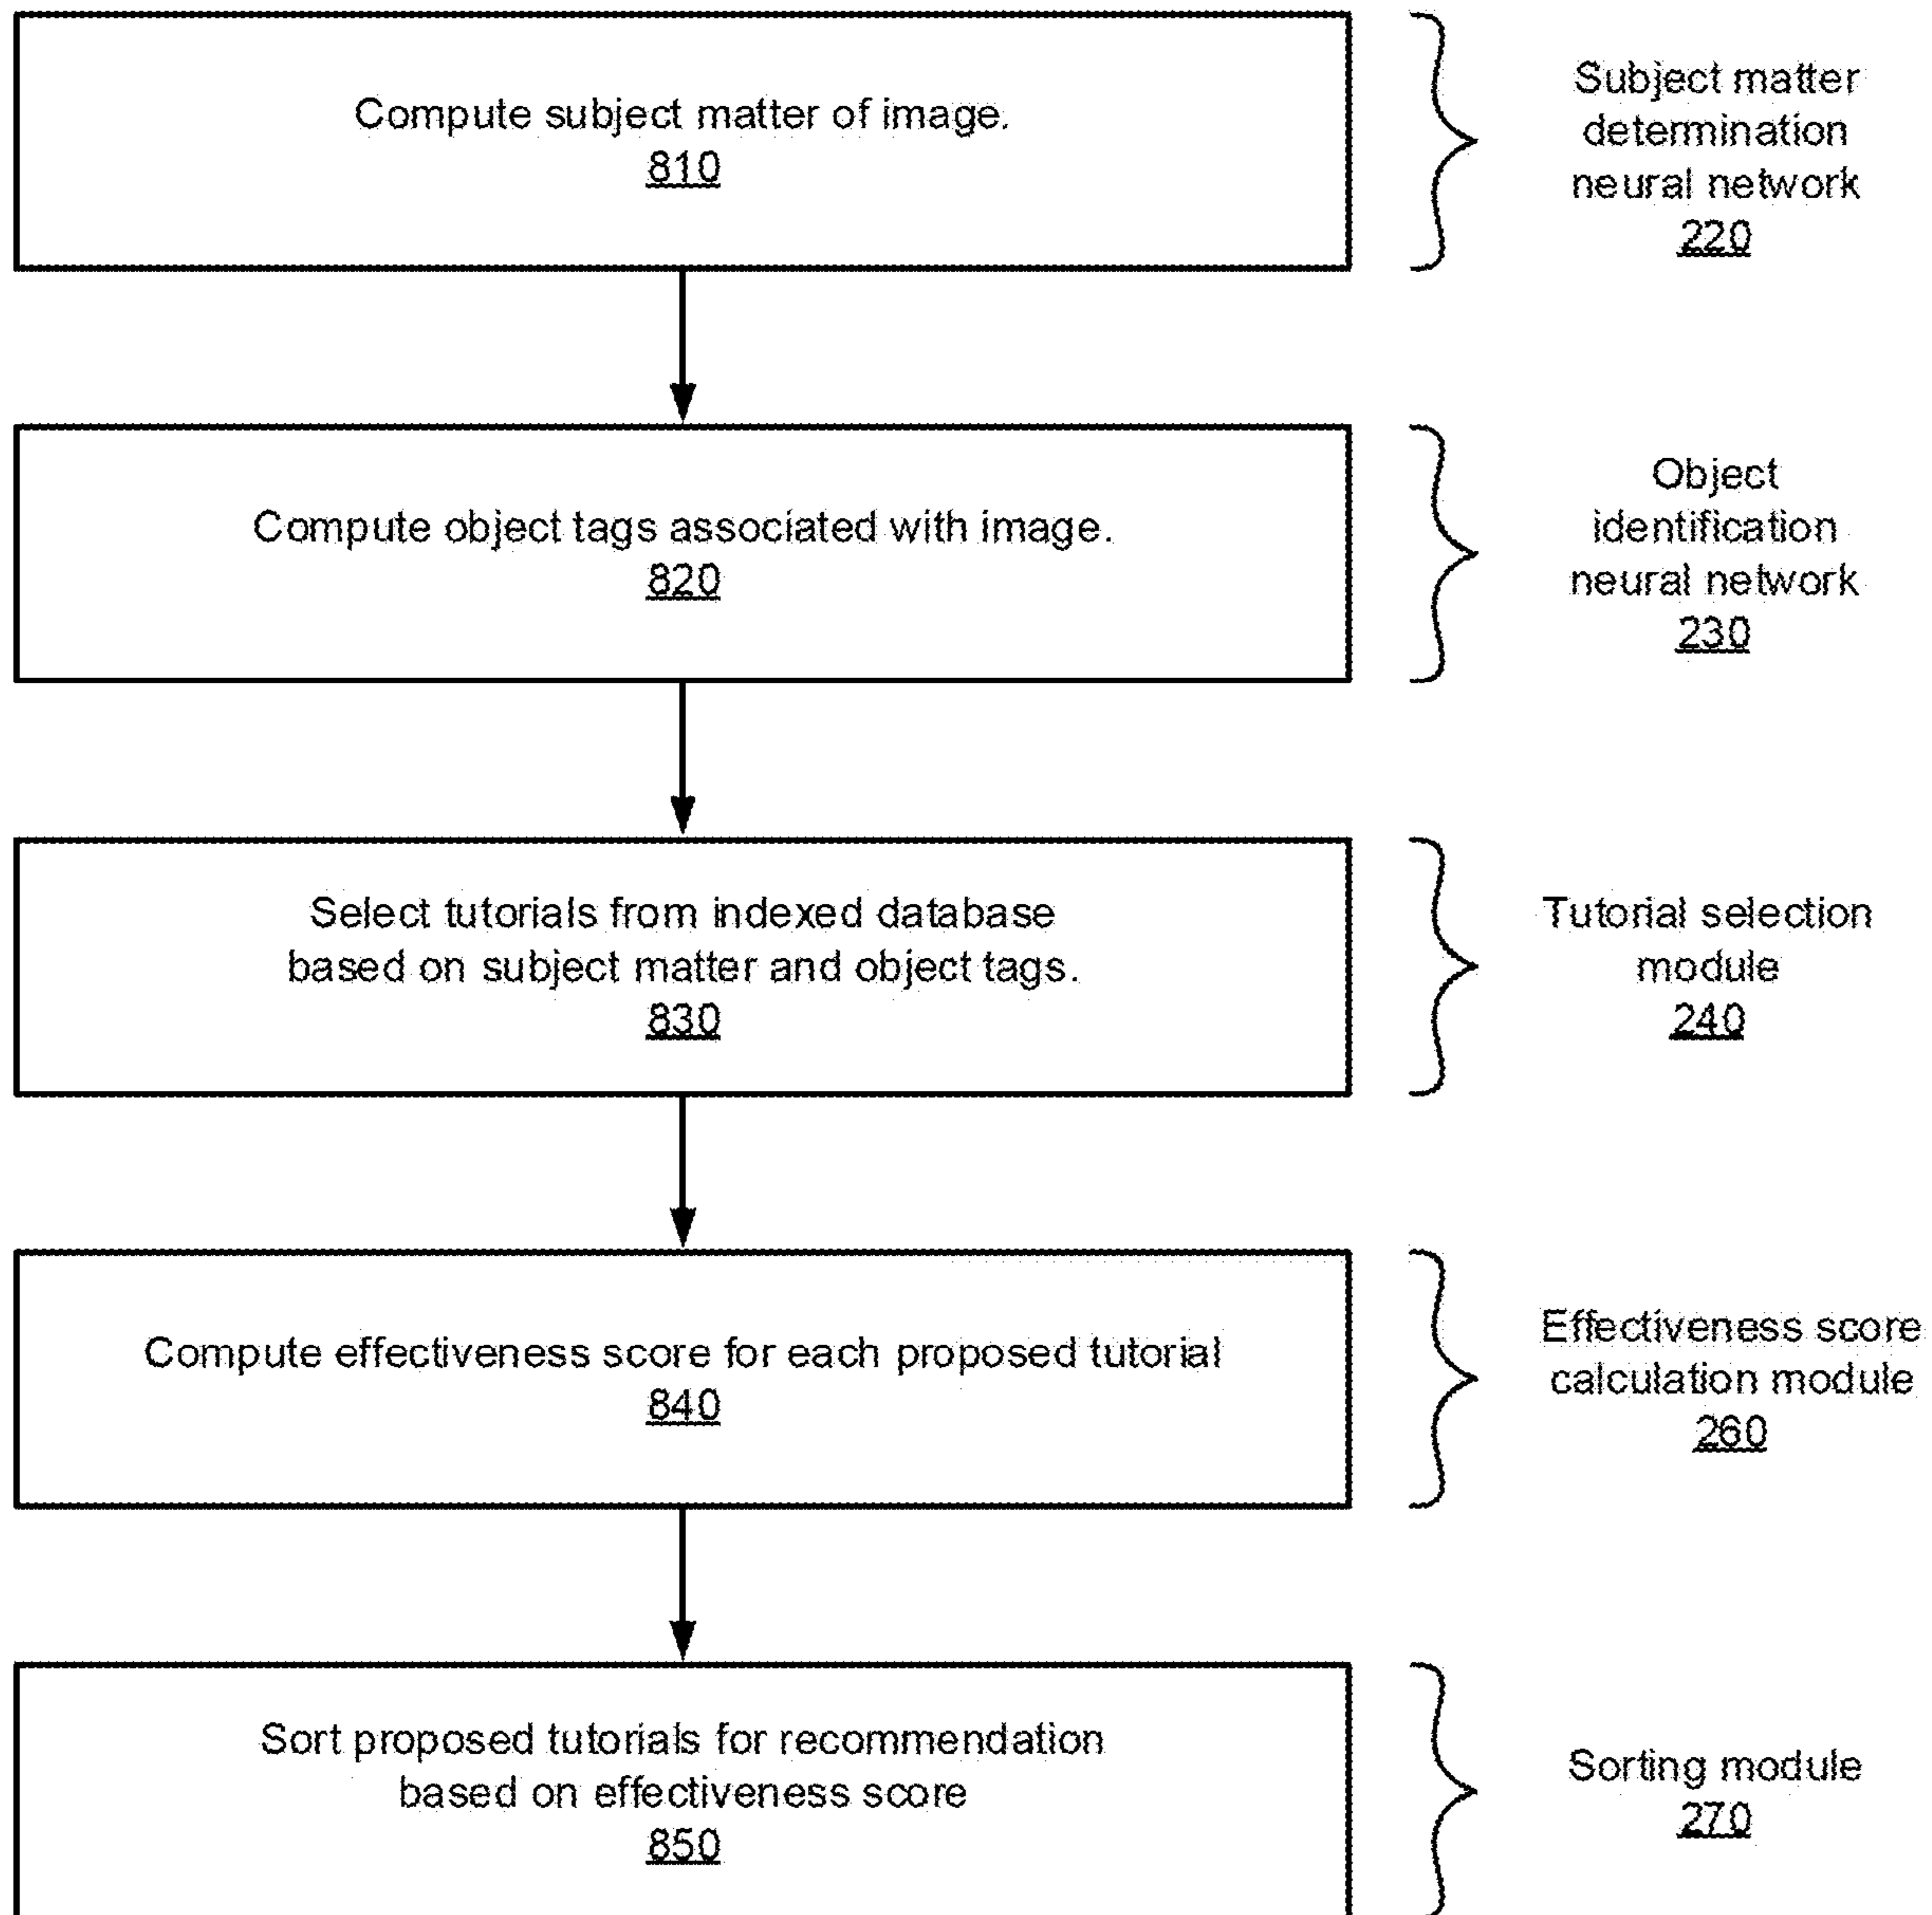 Compute subject matter of image.
810
Subject matter
determination
neural network
220
Compute object tags associated with image.
820
Object
identification
neural network
230
Select tutorials from indexed database
based on subject matter and object tags.
830
Tutorial selection
module
240
Compute effectiveness score for each proposed tutorial
840
Effectiveness score
calculation module
260
Sort proposed tutorials for recommendation
based on effectiveness score
850
Sorting module
270